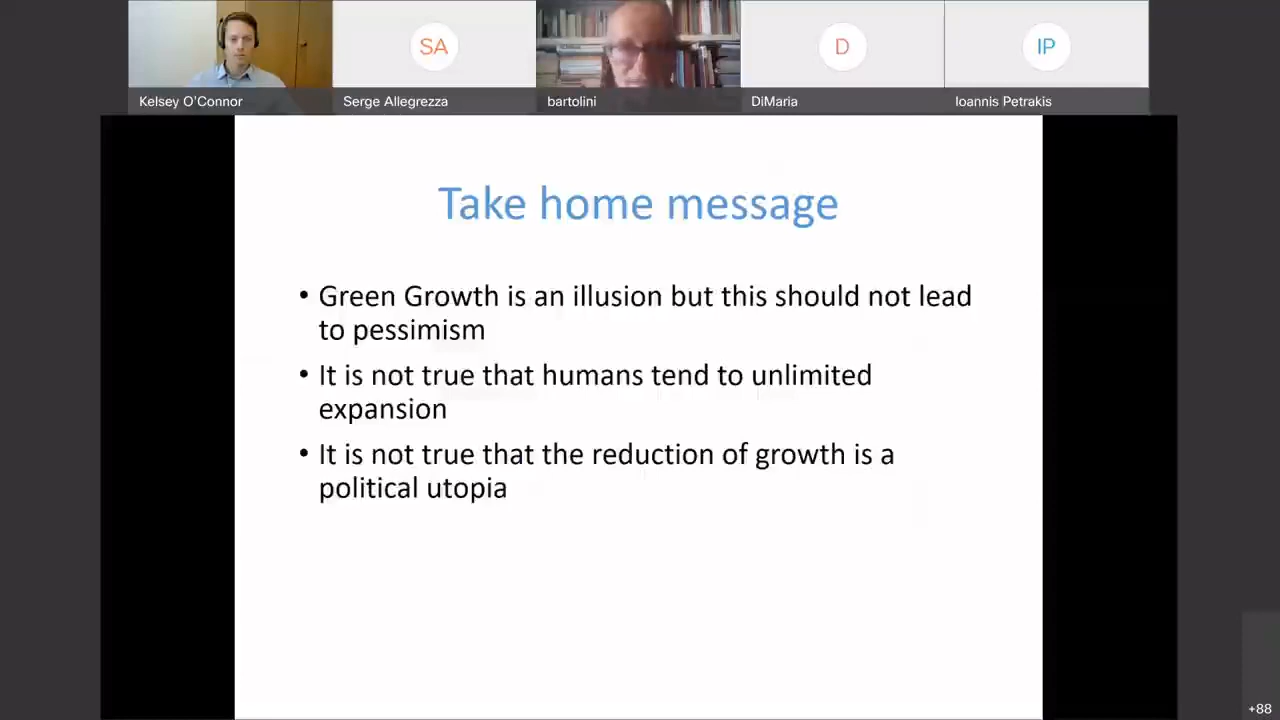 SA
D
IP
Kelsey O'Connor
Serge Allegrezza
bartolini
DiMaria
Ioannis Petrakis
Take home message
• Green Growth is an illusion but this should not lead
to pessimism
• It is not true that humans tend to unlimited
expansion
• It is not true that the reduction of growth is a
political utopia
+88